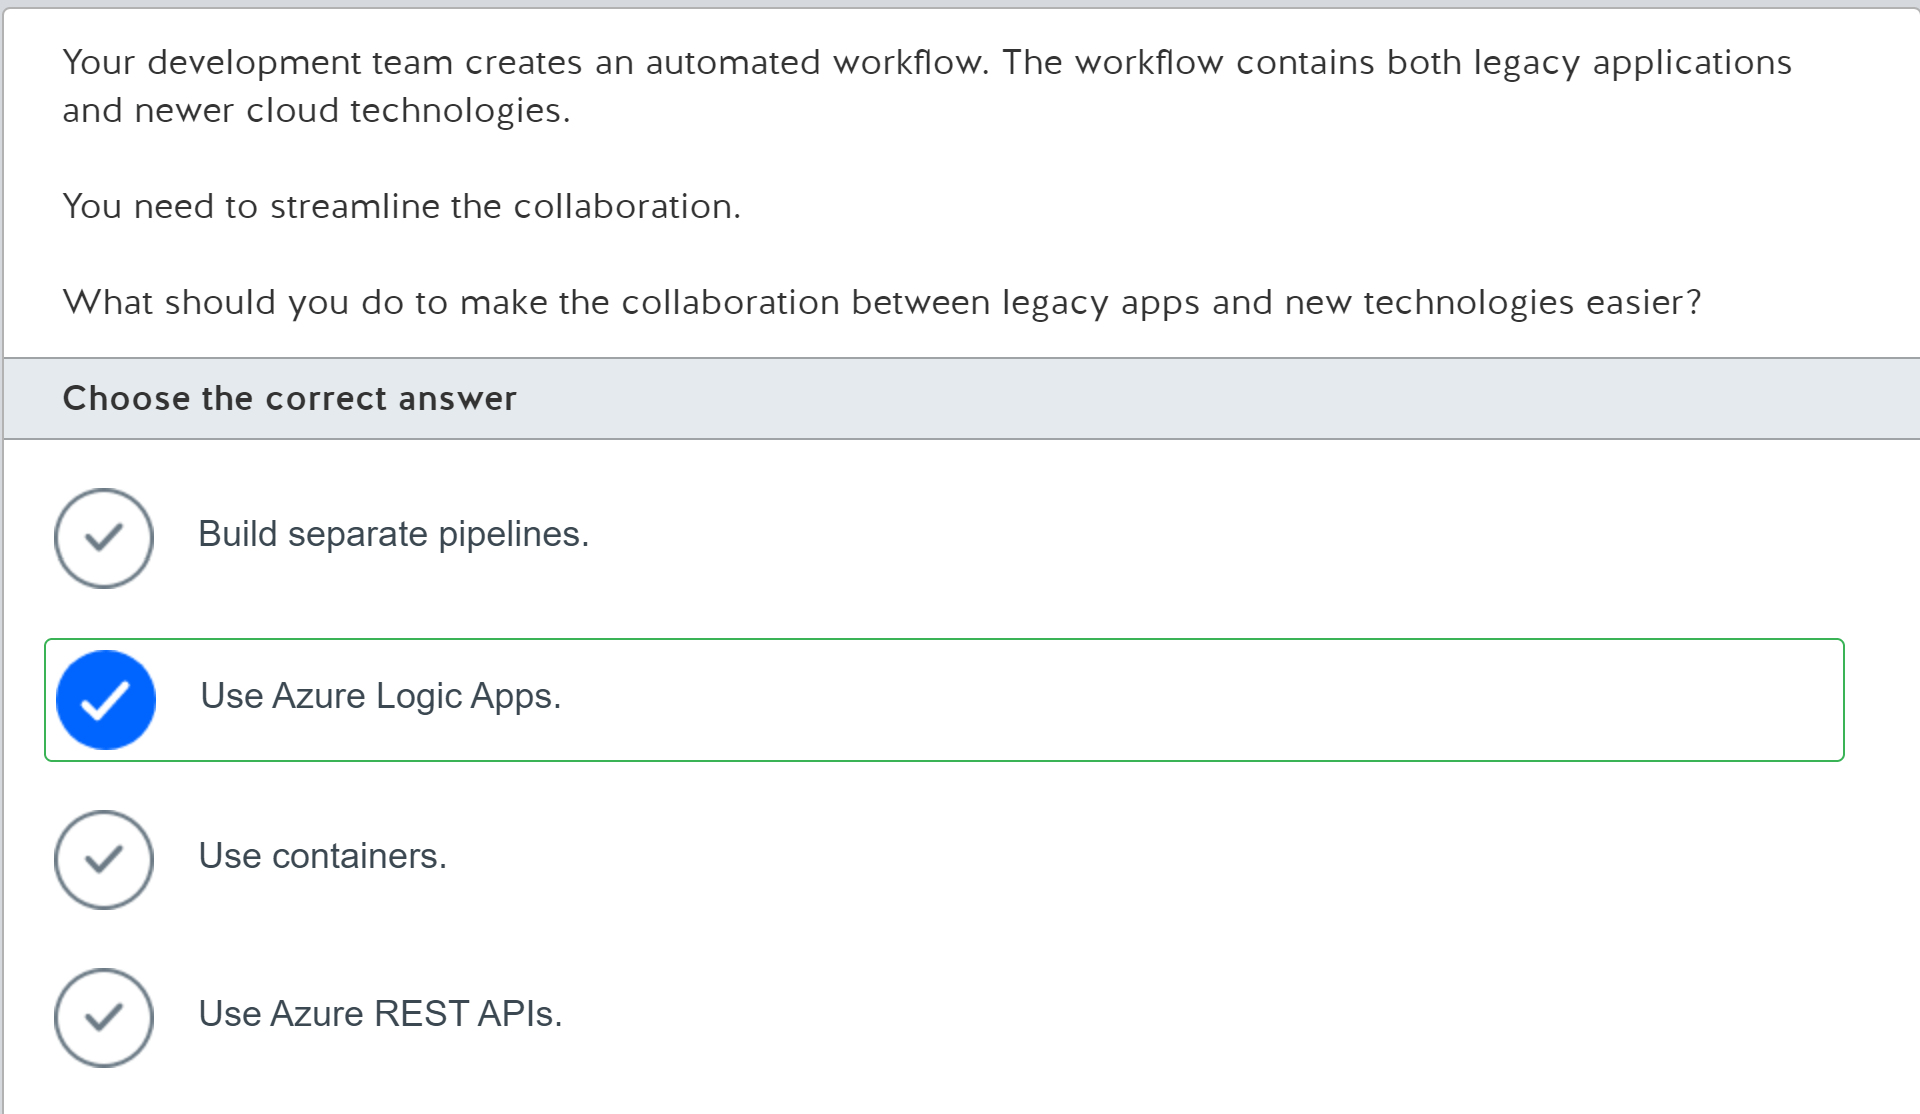 Your development team creates an automated workflow. The workflow contains both legacy applications
and newer cloud technologies.
You need to streamline the collaboration.
What should you do to make the collaboration between legacy apps and new technologies easier?
Choose the correct answer
Build separate pipelines.
Use Azure Logic Apps.
Use containers.
Use Azure REST APIs.